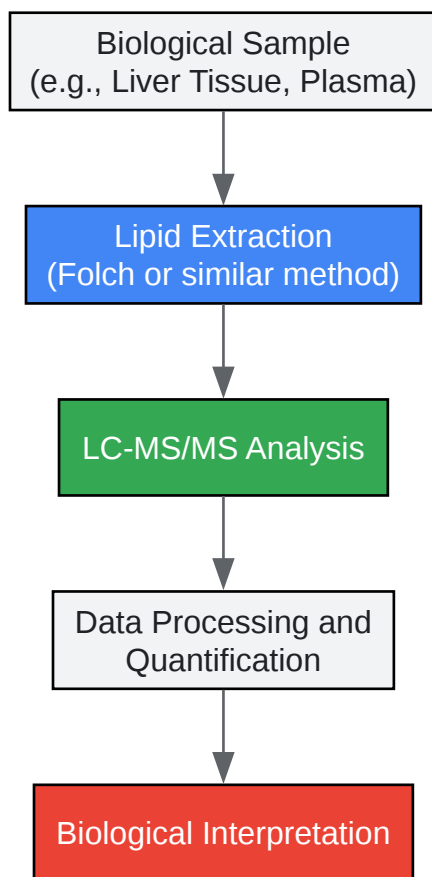 Biological Sample
(e.g., Liver Tissue, Plasma)
Lipid Extraction
(Folch or similar method)
LC-MS/MS Analysis
Data Processing and
Quantification
Biological Interpretation